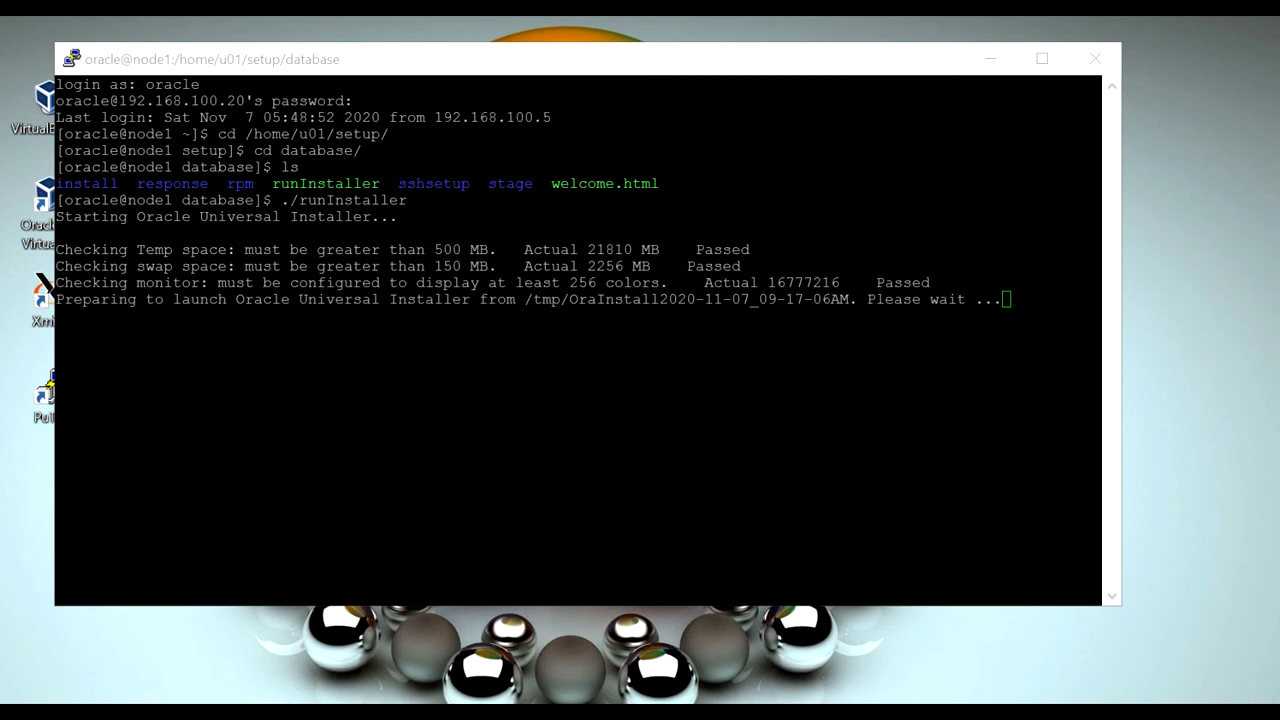 oracle@node1:/home/u01/setup/database
login as: oracle
oracle@192.168.100.20's password:
Last login: Sat Nov  7 05:48:52 2020 from 192.168.100.5
[oracle@node1 ~]$ cd /home/u01/setup/
[oracle@node1 setup]$ cd database/
[oracle@node1 database]$ ls
install  response  rpm  runInstaller  sshsetup  stage  welcome.html
[oracle@node1 database]$ ./runInstaller
Starting Oracle Universal Installer...
Checking Temp space: must be greater than 500 MB.   Actual 21810 MB    Passed
Checking swap space: must be greater than 150 MB.   Actual 2256 MB    Passed
Checking monitor: must be configured to display at least 256 colors.    Actual 16777216    Passed
Preparing to launch Oracle Universal Installer from /tmp/OraInstall2020-11-07_09-17-06AM. Please wait ...